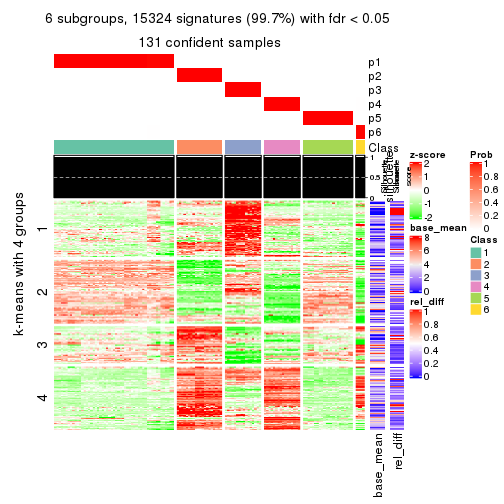 6 subgroups, 15324 signatures (99.7%) with fdr < 0.05
131 confident samples
p1
p2
p3
p4
p5
p6
Class
1
0.5
0
silhouette
k-means with 4 groups
1
2
3
4
base_mean
rel_diff
z-score
2
1
0
-1
-2
base_mean
8
6
4
2
0
rel_diff
1
0.8
0.6
0.4
0.2
0
Prob
1
0.8
0.6
0.4
0.2
0
Class
1
2
3
4
5
6